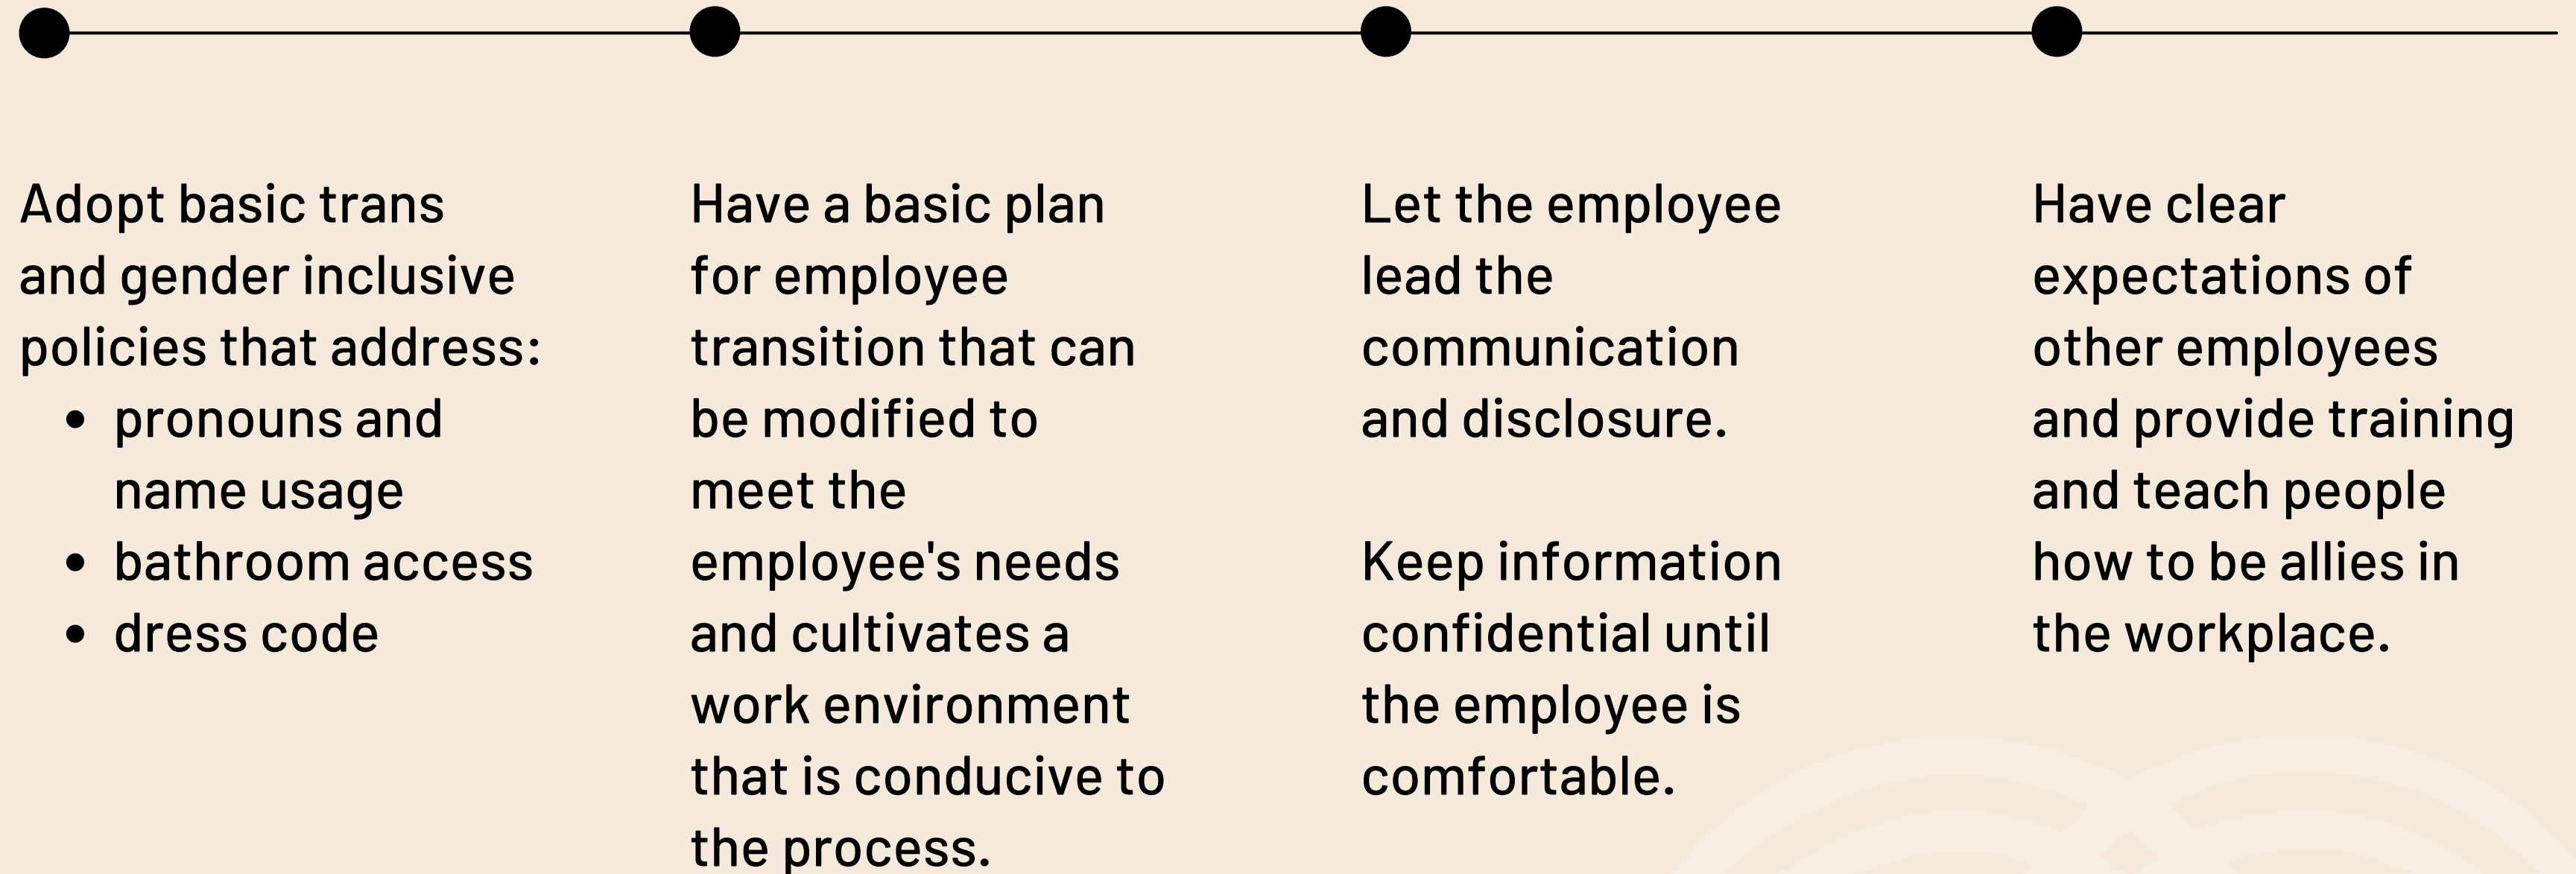 Adopt basic trans
and gender inclusive
policies that address:
• pronouns and
name usage
• bathroom access
• dress code
Have a basic plan
for employee
transition that can
be modified to
meet the
employee's needs
and cultivates a
work environment
that is conducive to
the process.
Let the employee
lead the
communication
and disclosure.
Keep information
confidential until
the employee is
comfortable.
Have clear
expectations of
other employees
and provide training
and teach people
how to be allies in
the workplace.